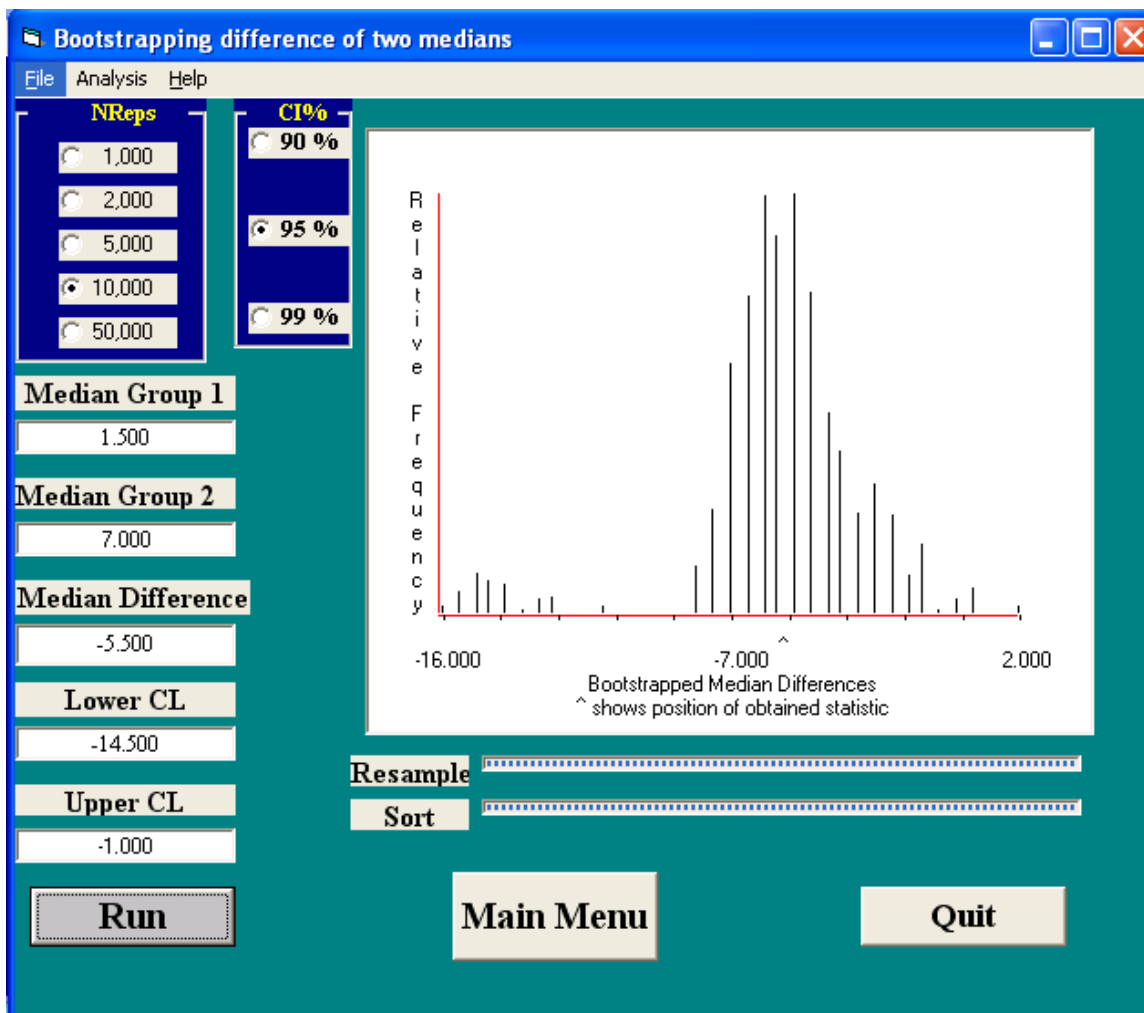 Bootstrapping difference of two medians
File Analysis Help
NReps
1,000
2,000
5,000
10,000
50,000
CI%
90 %
95 %
99 %
Median Group 1
1.500
Median Group 2
7.000
Median Difference
-5.500
Lower CL
-14.500
Upper CL
-1.000
Relative Frequency
-16.000 -7.000 2.000
^
Bootstrapped Median Differences
^ shows position of obtained statistic
Resample
Sort
Run
Main Menu
Quit